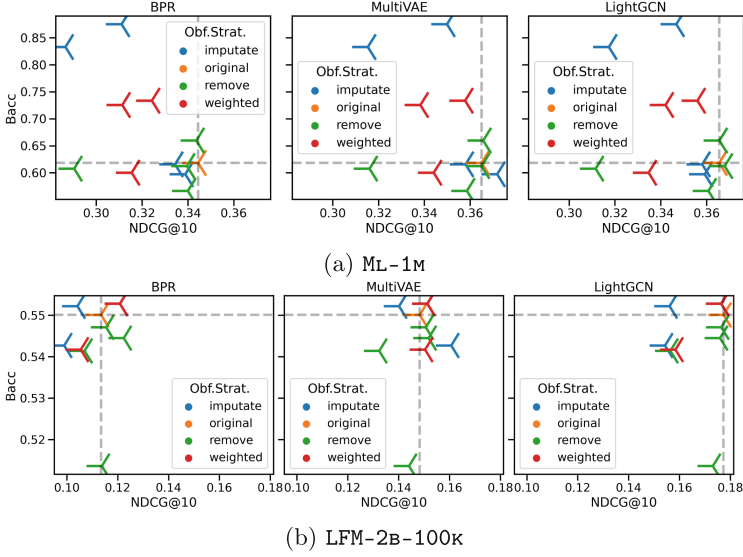 BPR
MultiVAE
LightGCN
Bacc
0.85
0.80
0.75
0.70
0.65
0.60
Obf.Strat.
imputate
original
remove
weighted
Obf.Strat.
imputate
original
remove
weighted
Obf.Strat.
imputate
original
remove
weighted
0.30 0.32 0.34 0.36
0.30 0.32 0.34 0.36
0.30 0.32 0.34 0.36
NDCG@10
NDCG@10
NDCG@10
(a) ML-1M
BPR
MultiVAE
LightGCN
Bacc
0.55
0.54
0.53
0.52
Obf.Strat.
imputate
original
remove
weighted
Obf.Strat.
imputate
original
remove
weighted
Obf.Strat.
imputate
original
remove
weighted
0.10 0.12 0.14 0.16 0.18
0.10 0.12 0.14 0.16 0.18
0.10 0.12 0.14 0.16 0.18
NDCG@10
NDCG@10
NDCG@10
(b) LFM-2B-100K